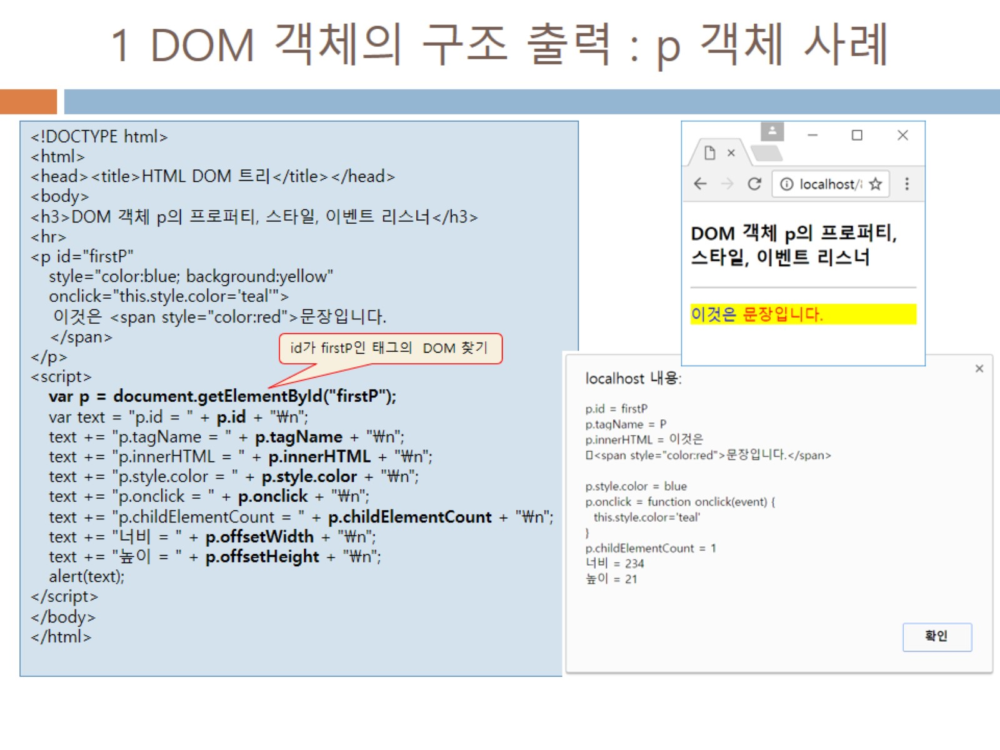 1 DOM 객체의 구조 출력 : p 객체 사례
<!DOCTYPE html>
<html>
<head><title>HTML DOM 트리</title></head>
<body>
<h3>DOM 객체 p의 프로퍼티, 스타일, 이벤트 리스너</h3>
<hr>
<p id="firstP"
style="color:blue; background:yellow"
onclick="this.style.color='teal'">
이것은 <span style="color:red">문장입니다.
</span>
</p>
<script>
id가 firstP인 태그의 DOM 찾기
var p = document.getElementById("firstP");
var text = "p.id = " + p.id + "₩n";
text += "p.tagName = " + p.tagName + "₩n";
text += "p.innerHTML = " + p.innerHTML + "₩n";
text += "p.style.color = " + p.style.color + "₩n";
text += "p.onclick = " + p.onclick + "₩n";
text += "p.childElementCount = " + p.childElementCount + "₩n";
text += "너비 = " + p.offsetWidth + "₩n";
text += "높이 = " + p.offsetHeight + "₩n";
alert(text);
</script>
</body>
</html>
localhost/
DOM 객체 p의 프로퍼티,
스타일, 이벤트 리스너
이것은 문장입니다.
localhost 내용:
p.id = firstP
p.tagName = P
p.innerHTML = 이것은
<span style="color:red">문장입니다.</span>
p.style.color = blue
p.onclick = function onclick(event) {
this.style.color='teal'
}
p.childElementCount = 1
너비 = 234
높이 = 21
확인